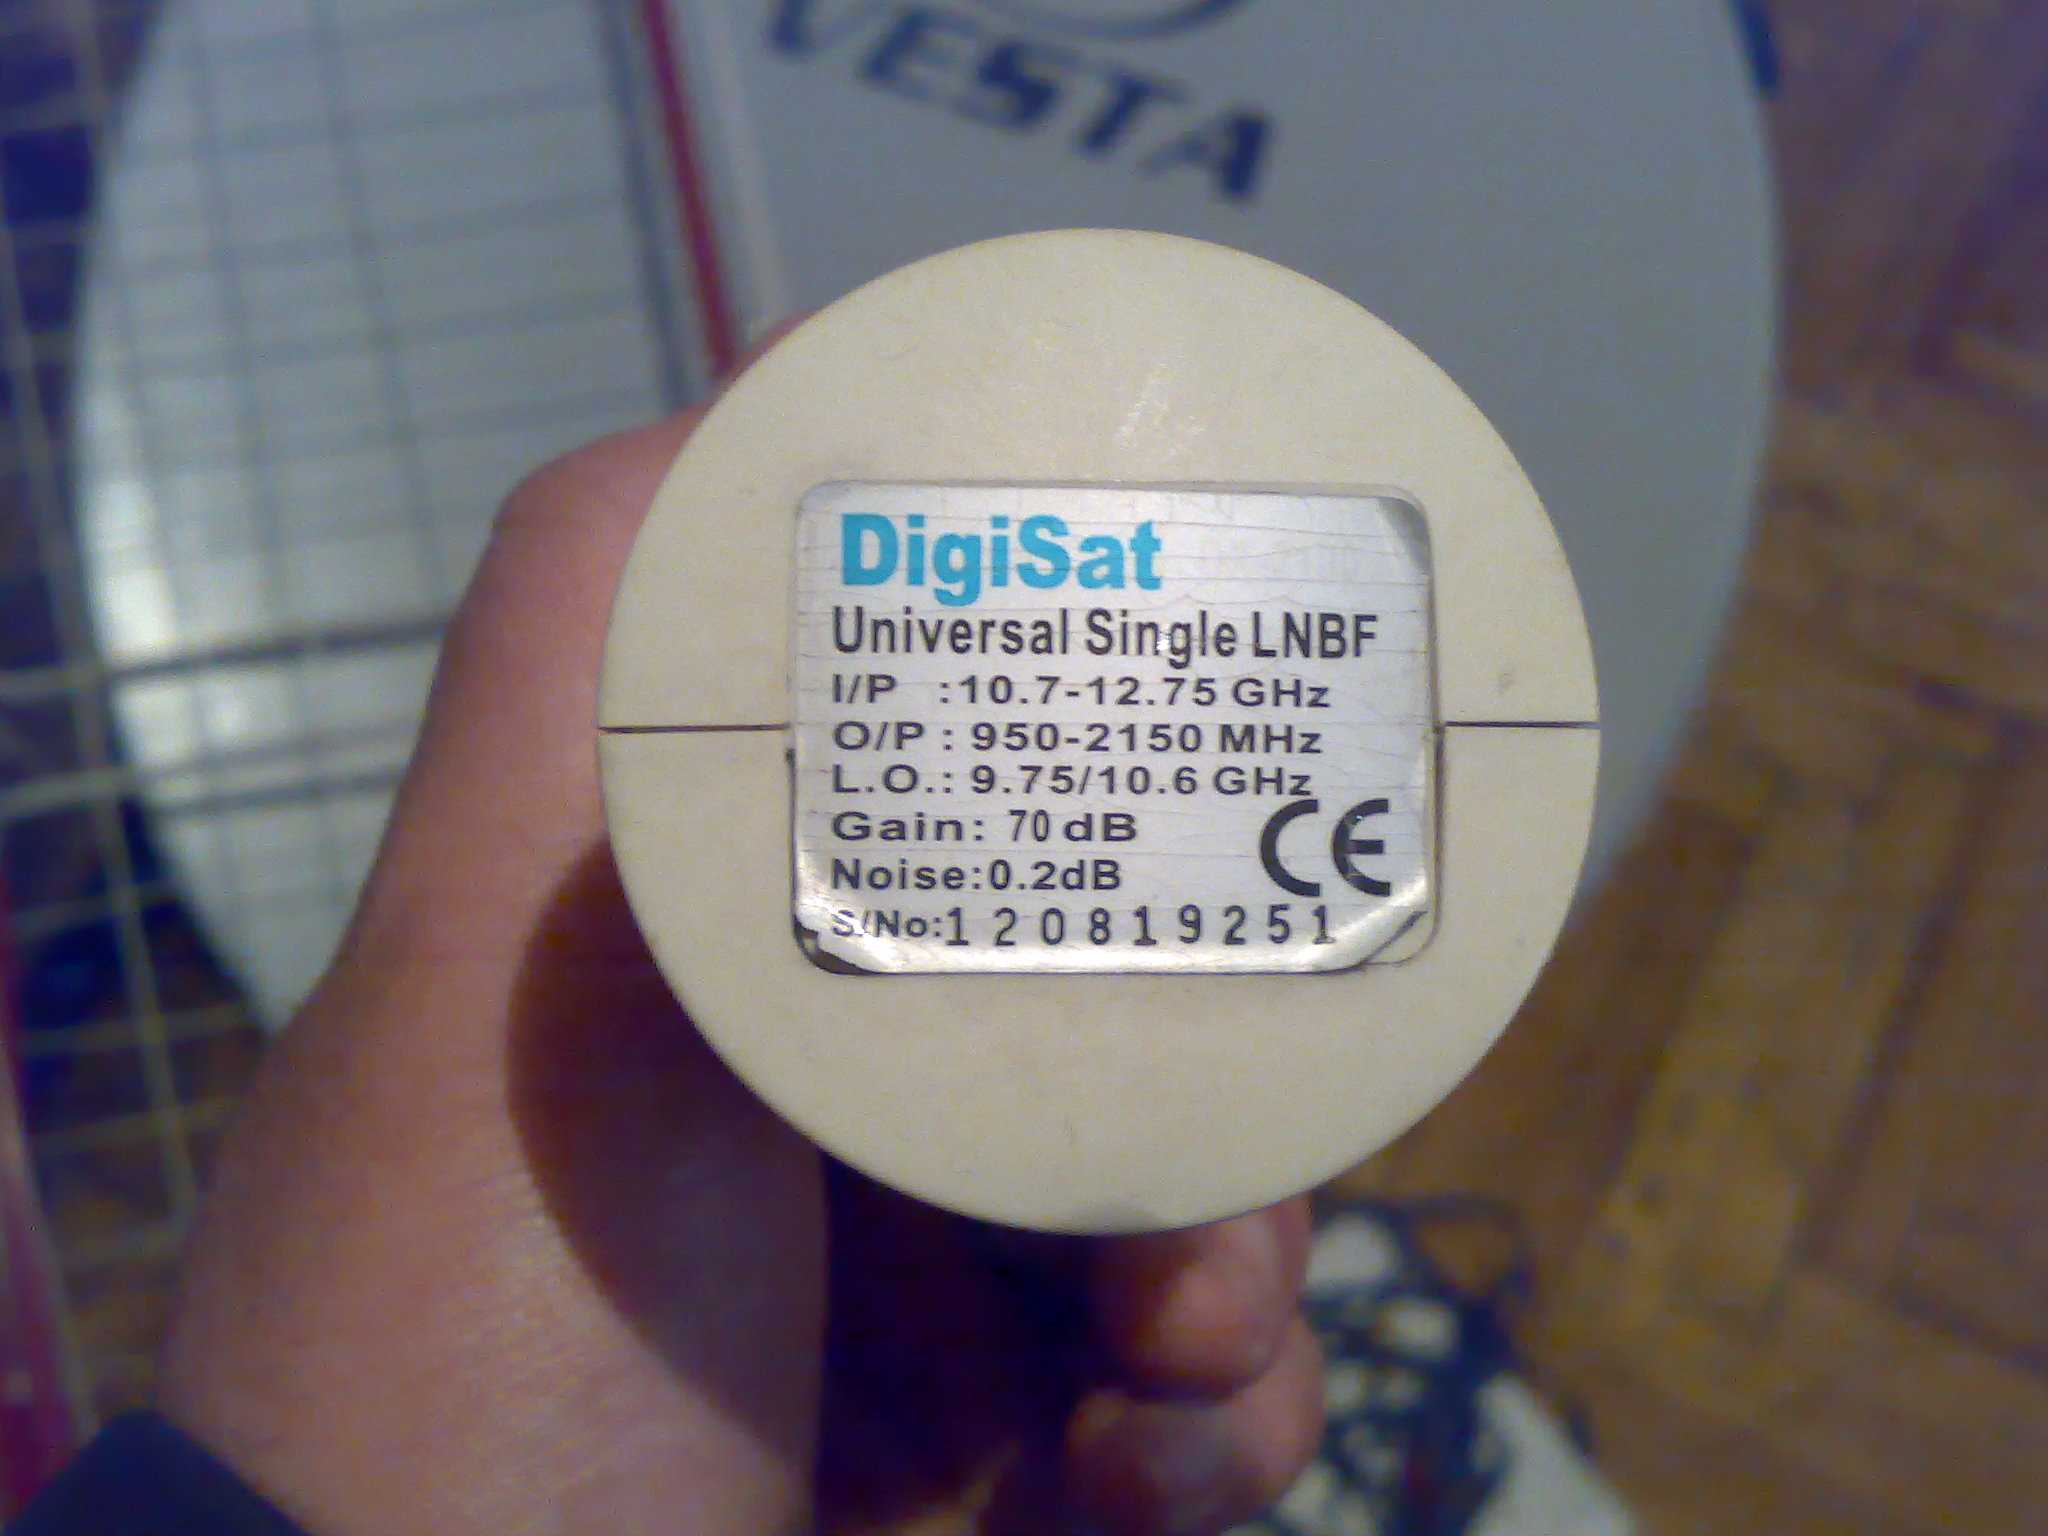 VESTA
DigiSat
Universal Single LNBF
I/P :10.7-12.75 GHz
O/P : 950-2150 MHz
L.O.: 9.75/10.6 GHz
Gain: 70 dB
Noise:0.2dB
CE
S/No:120819251